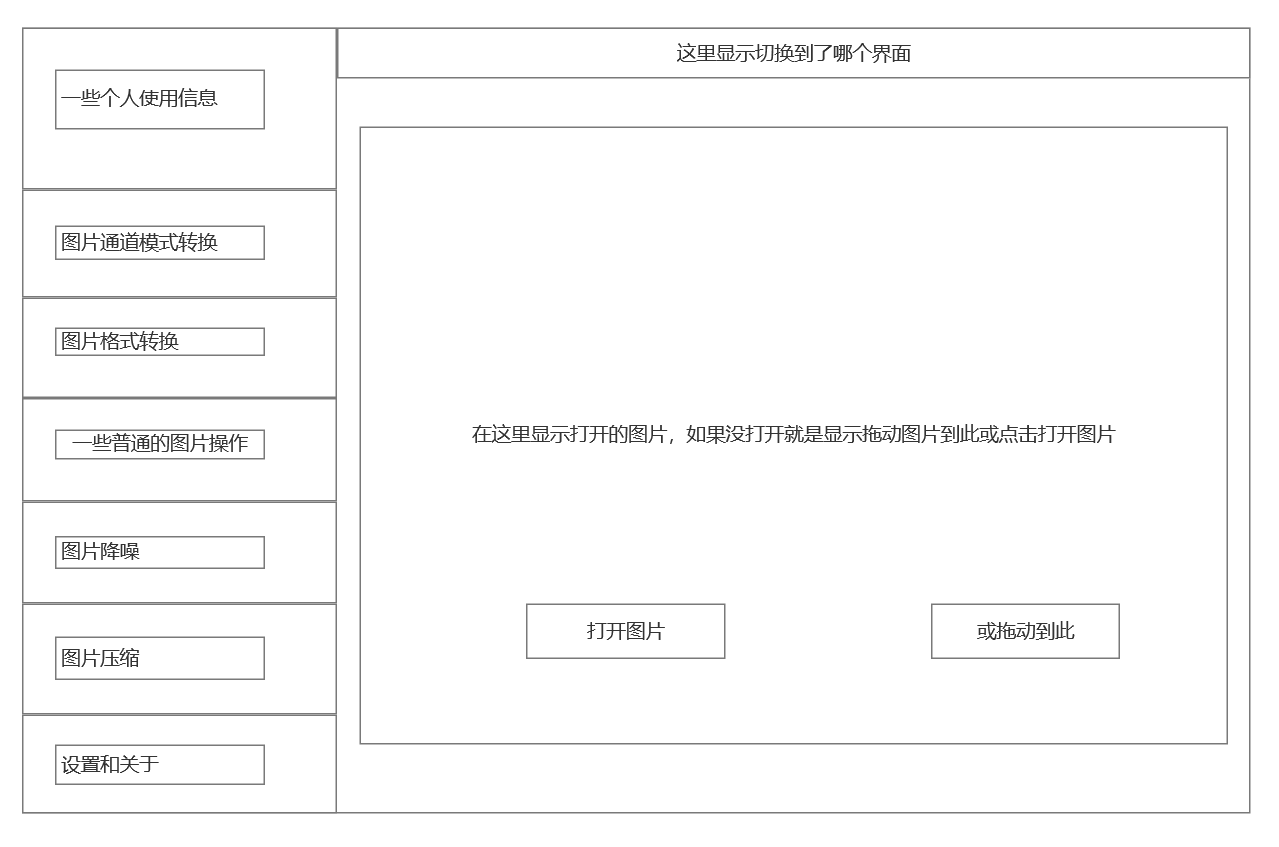 这里显示切换到了哪个界面
一些个人使用信息
图片通道模式转换
图片格式转换
一些普通的图片操作
图片降噪
图片压缩
设置和关于
在这里显示打开的图片，如果没打开就是显示拖动图片到此或点击打开图片
打开图片
或拖动到此